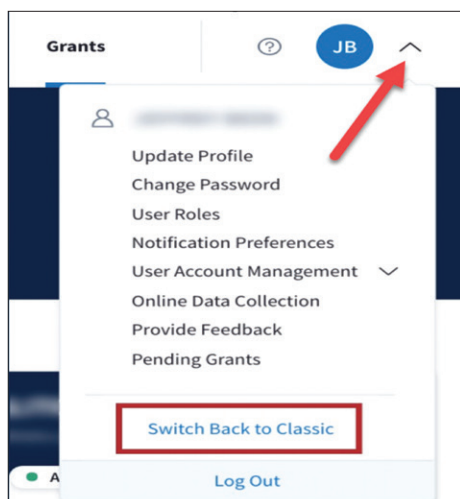 Grants
JB
Update Profile
Change Password
User Roles
Notification Preferences
User Account Management
Online Data Collection
Provide Feedback
Pending Grants
Switch Back to Classic
A
Log Out